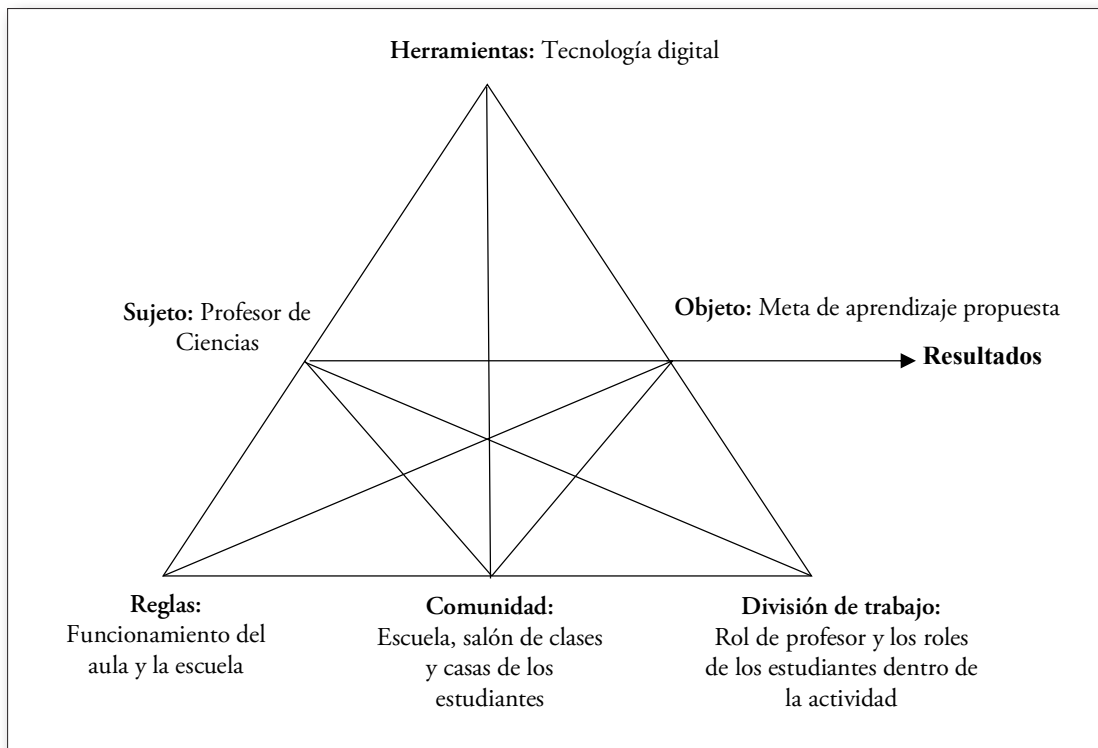 Herramientas: Tecnología digital
Sujeto: Profesor de
Ciencias
Objeto: Meta de aprendizaje propuesta
Resultados
Reglas:
Funcionamiento del
aula y la escuela
Comunidad:
Escuela, salón de clases
y casas de los
estudiantes
División de trabajo:
Rol de profesor y los roles
de los estudiantes dentro de
la actividad